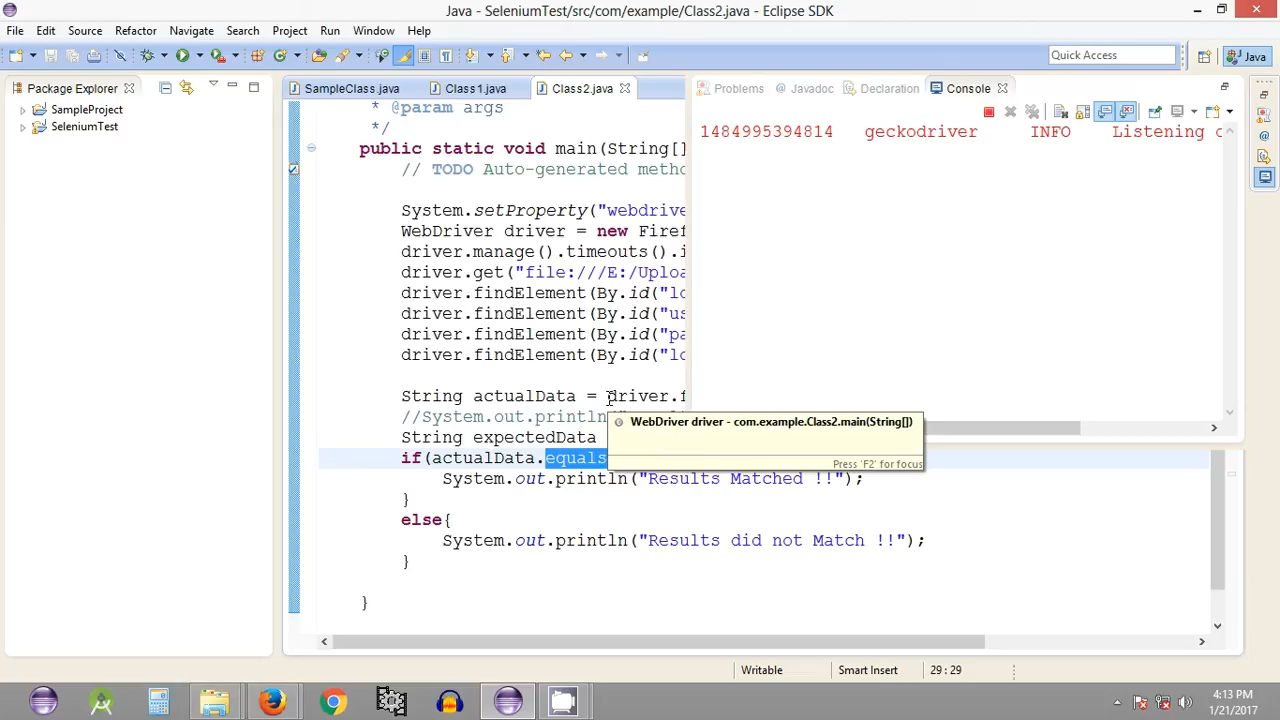 Java - SeleniumTest/src/com/example/Class2.java - Eclipse SDK
File Edit Source Refactor Navigate Search Project Run Window Help
Quick Access
Java
Package Explorer
SampleProject
SeleniumTest
SampleClass.java Class1.java Class2.java
* @param args
*/
public static void main(String[]
// TODO Auto-generated metho
System.setProperty("webdrive
WebDriver driver = new Firef
driver.manage().timeouts().i
driver.get("file:///E:/Uploa
driver.findElement(By.id("lo
driver.findElement(By.id("us
driver.findElement(By.id("pa
driver.findElement(By.id("lo
String actualData = driver.f
//System.out.println
String expectedData
if(actualData.equals
System.out.println("Results Matched !!");
}
else{
System.out.println("Results did not Match !!");
}
}
WebDriver driver - com.example.Class2.main(String[])
Press 'F2' for focus
Problems Javadoc Declaration Console
1484995394814 geckodriver INFO Listening o
Writable Smart Insert 29 : 29
4:13 PM
1/21/2017